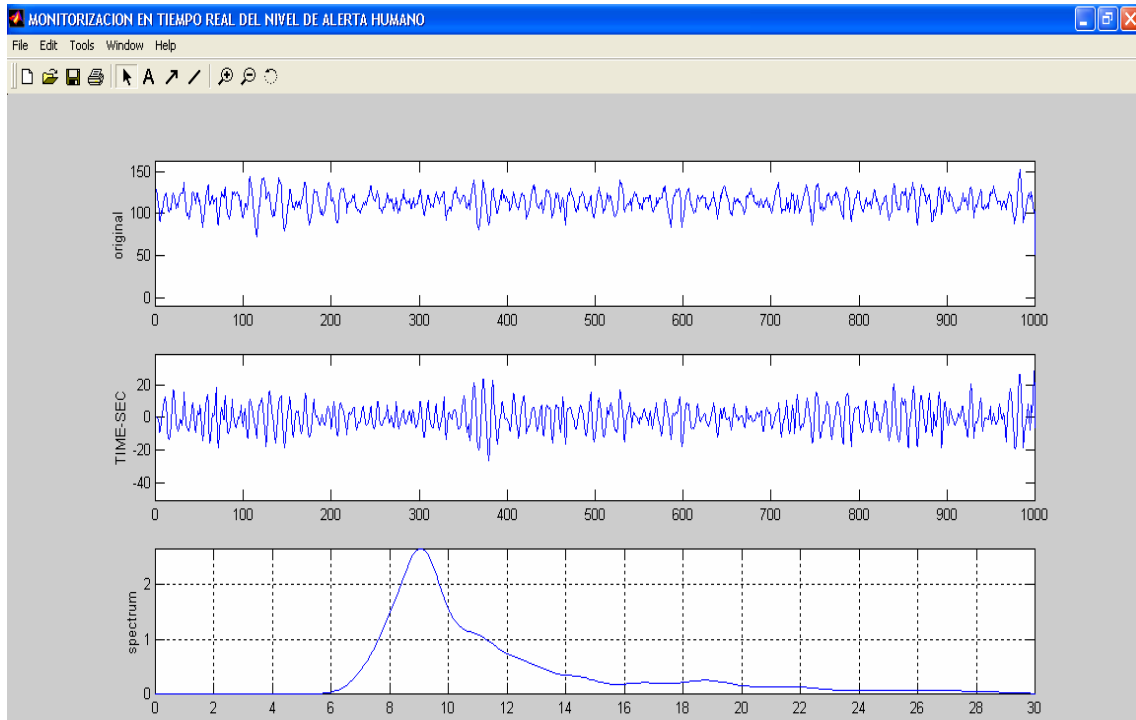 MONITORIZACION EN TIEMPO REAL DEL NIVEL DE ALERTA HUMANO
File Edit Tools Window Help
A
original
150
100
50
0
0 100 200 300 400 500 600 700 800 900 1000
TIME-SEC
20
0
-20
-40
0 100 200 300 400 500 600 700 800 900 1000
spectrum
2
1
0
0 2 4 6 8 10 12 14 16 18 20 22 24 26 28 30